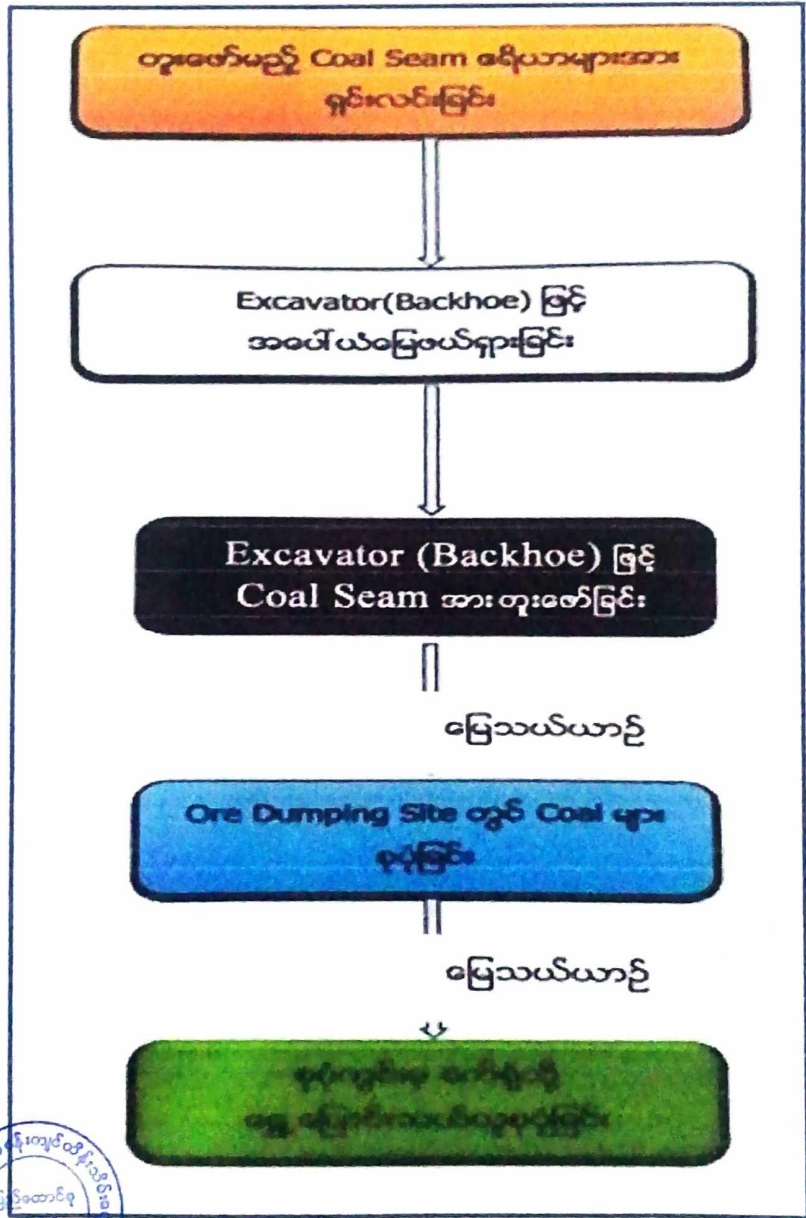 တူးဖော်မည့် Coal Seam ဧရိယာများအား
ရှင်းလင်းခြင်း
Excavator(Backhoe) ဖြင့်
အပေါ်ယံမြေဖယ်ရှားခြင်း
Excavator (Backhoe) ဖြင့်
Coal Seam အား တူးဖော်ခြင်း
မြေသယ်ယာဉ်
Ore Dumping Site တွင် Coal များ
စုပုံခြင်း
မြေသယ်ယာဉ်